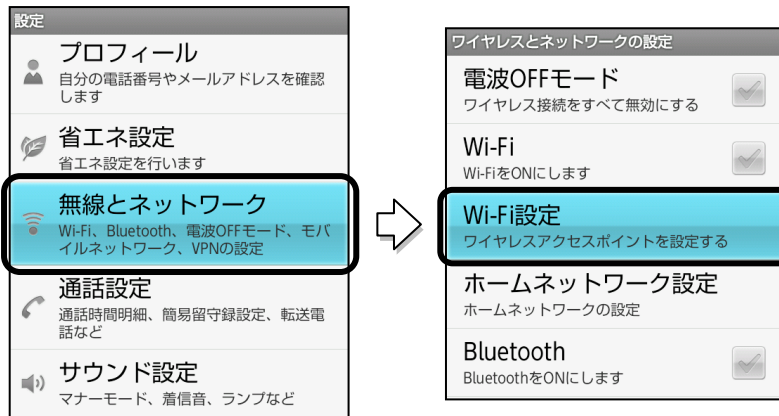 設定
プロフィール
自分の電話番号やメールアドレスを確認
します
省エネ設定
省エネ設定を行います
無線とネットワーク
Wi-Fi、Bluetooth、電波OFFモード、モバ
イルネットワーク、VPNの設定
通話設定
通話時間明細、簡易留守録設定、転送電
話など
サウンド設定
マナーモード、着信音、ランプなど
ワイヤレスとネットワークの設定
電波OFFモード
ワイヤレス接続をすべて無効にする
Wi-Fi
Wi-FiをONにします
Wi-Fi設定
ワイヤレスアクセスポイントを設定する
ホームネットワーク設定
ホームネットワークの設定
Bluetooth
BluetoothをONにします